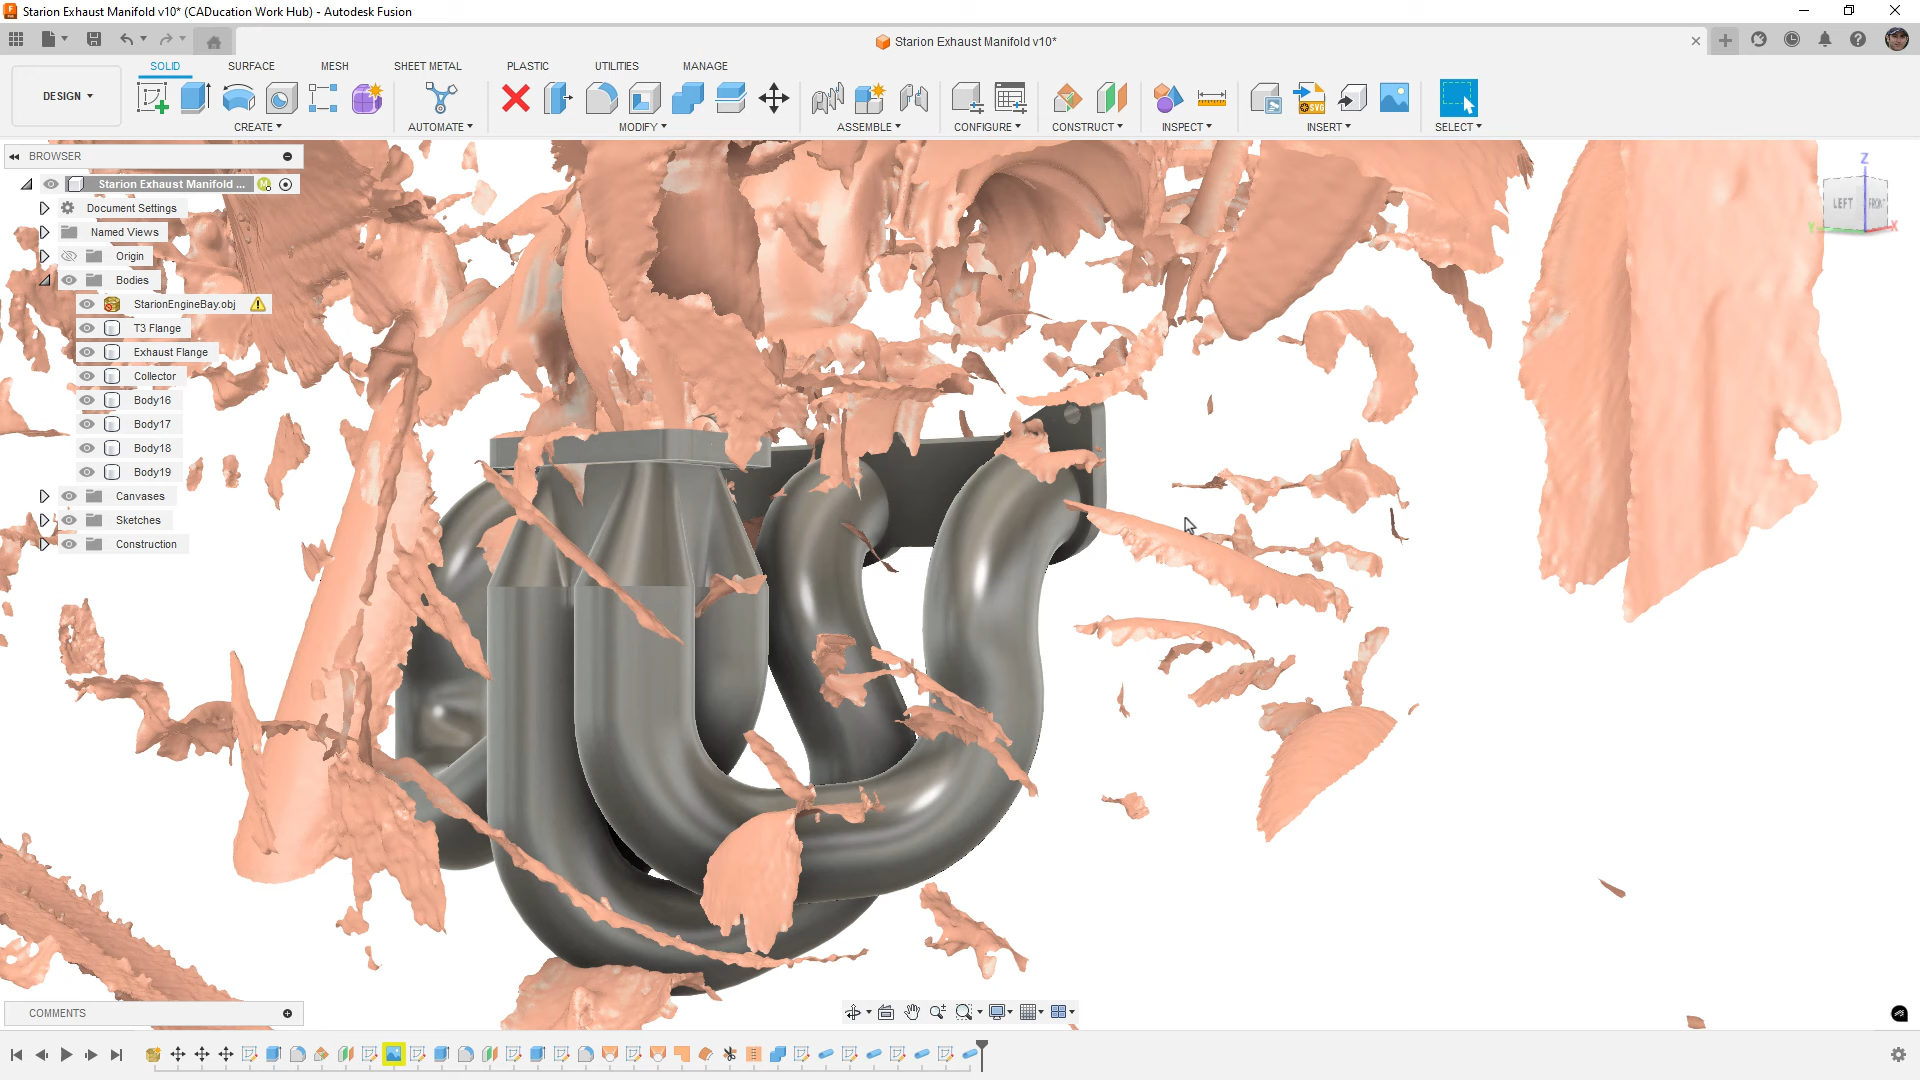 Starion Exhaust Manifold v10* (CADucation Work Hub) - Autodesk Fusion
Starion Exhaust Manifold v10*
SOLID SURFACE MESH SHEET METAL PLASTIC UTILITIES MANAGE
DESIGN
SVG
CREATE AUTOMATE MODIFY ASSEMBLE CONFIGURE CONSTRUCT INSPECT INSERT SELECT
BROWSER
Starion Exhaust Manifold ...
M
Document Settings
Named Views
Origin
Bodies
StarionEngineBay.obj
T3 Flange
Exhaust Flange
Collector
Body16
Body17
Body18
Body19
Canvases
Sketches
Construction
Z
LEFT FRONT
Y X
COMMENTS